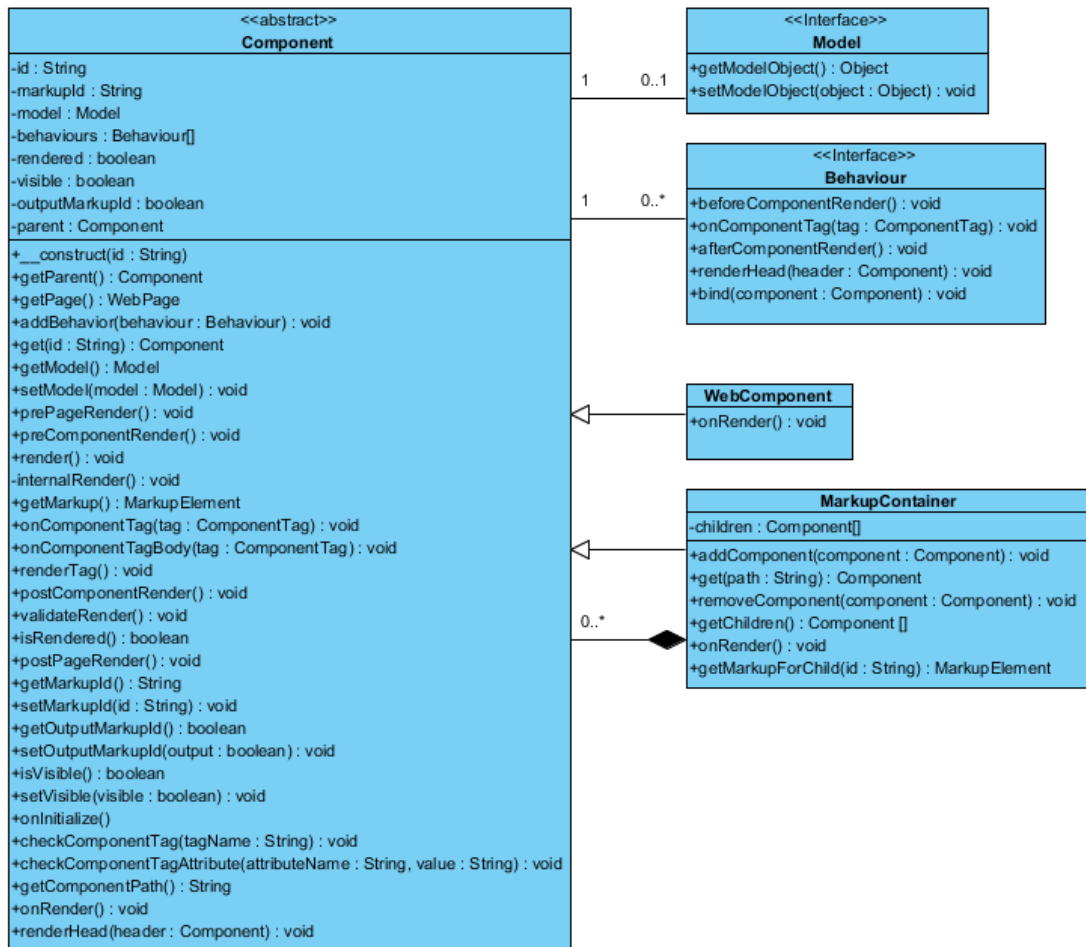 <<abstract>>
Component
-id : String
-markupId : String
-model : Model
-behaviours : Behaviour[]
-rendered : boolean
-visible : boolean
-outputMarkupId : boolean
-parent : Component
+__construct(id : String)
+getParent() : Component
+getPage() : WebPage
+addBehavior(behaviour : Behaviour) : void
+get(id : String) : Component
+getModel() : Model
+setModel(model : Model) : void
+prePageRender() : void
+preComponentRender() : void
+render() : void
-internalRender() : void
+getMarkup() : MarkupElement
+onComponentTag(tag : ComponentTag) : void
+onComponentTagBody(tag : ComponentTag) : void
+renderTag() : void
+postComponentRender() : void
+validateRender() : void
+isRendered() : boolean
+postPageRender() : void
+getMarkupId() : String
+setMarkupId(id : String) : void
+getOutputMarkupId() : boolean
+setOutputMarkupId(output : boolean) : void
+isVisible() : boolean
+setVisible(visible : boolean) : void
+onInitialize()
+checkComponentTag(tagName : String) : void
+checkComponentTagAttribute(attributeName : String, value : String) : void
+getComponentPath() : String
+onRender() : void
+renderHead(header : Component) : void
1 0..1
<<Interface>>
Model
+getModelObject() : Object
+setModelObject(object : Object) : void
1 0..*
<<Interface>>
Behaviour
+beforeComponentRender() : void
+onComponentTag(tag : ComponentTag) : void
+afterComponentRender() : void
+renderHead(header : Component) : void
+bind(component : Component) : void
WebComponent
+onRender() : void
0..*
MarkupContainer
-children : Component[]
+addComponent(component : Component) : void
+get(path : String) : Component
+removeComponent(component : Component) : void
+getChildren() : Component []
+onRender() : void
+getMarkupForChild(id : String) : MarkupElement